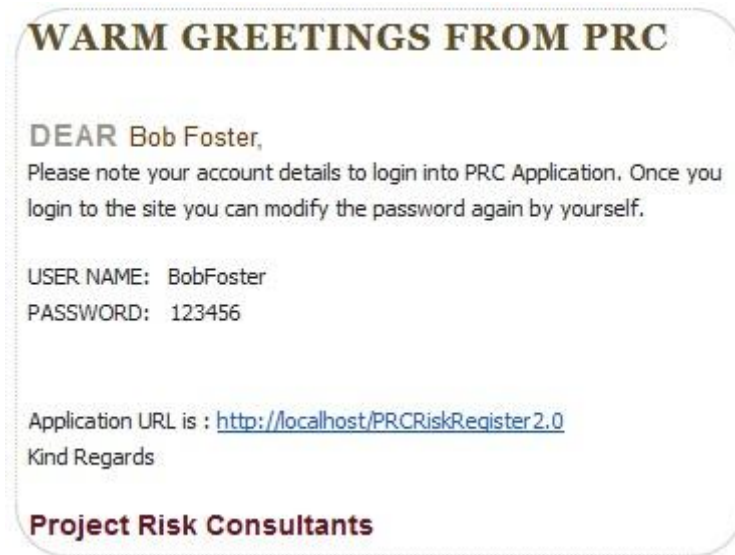 WARM GREETINGS FROM PRC
DEAR Bob Foster,
Please note your account details to login into PRC Application. Once you
login to the site you can modify the password again by yourself.
USER NAME: BobFoster
PASSWORD: 123456
Application URL is : http://localhost/PRCRiskRegister2.0
Kind Regards
Project Risk Consultants